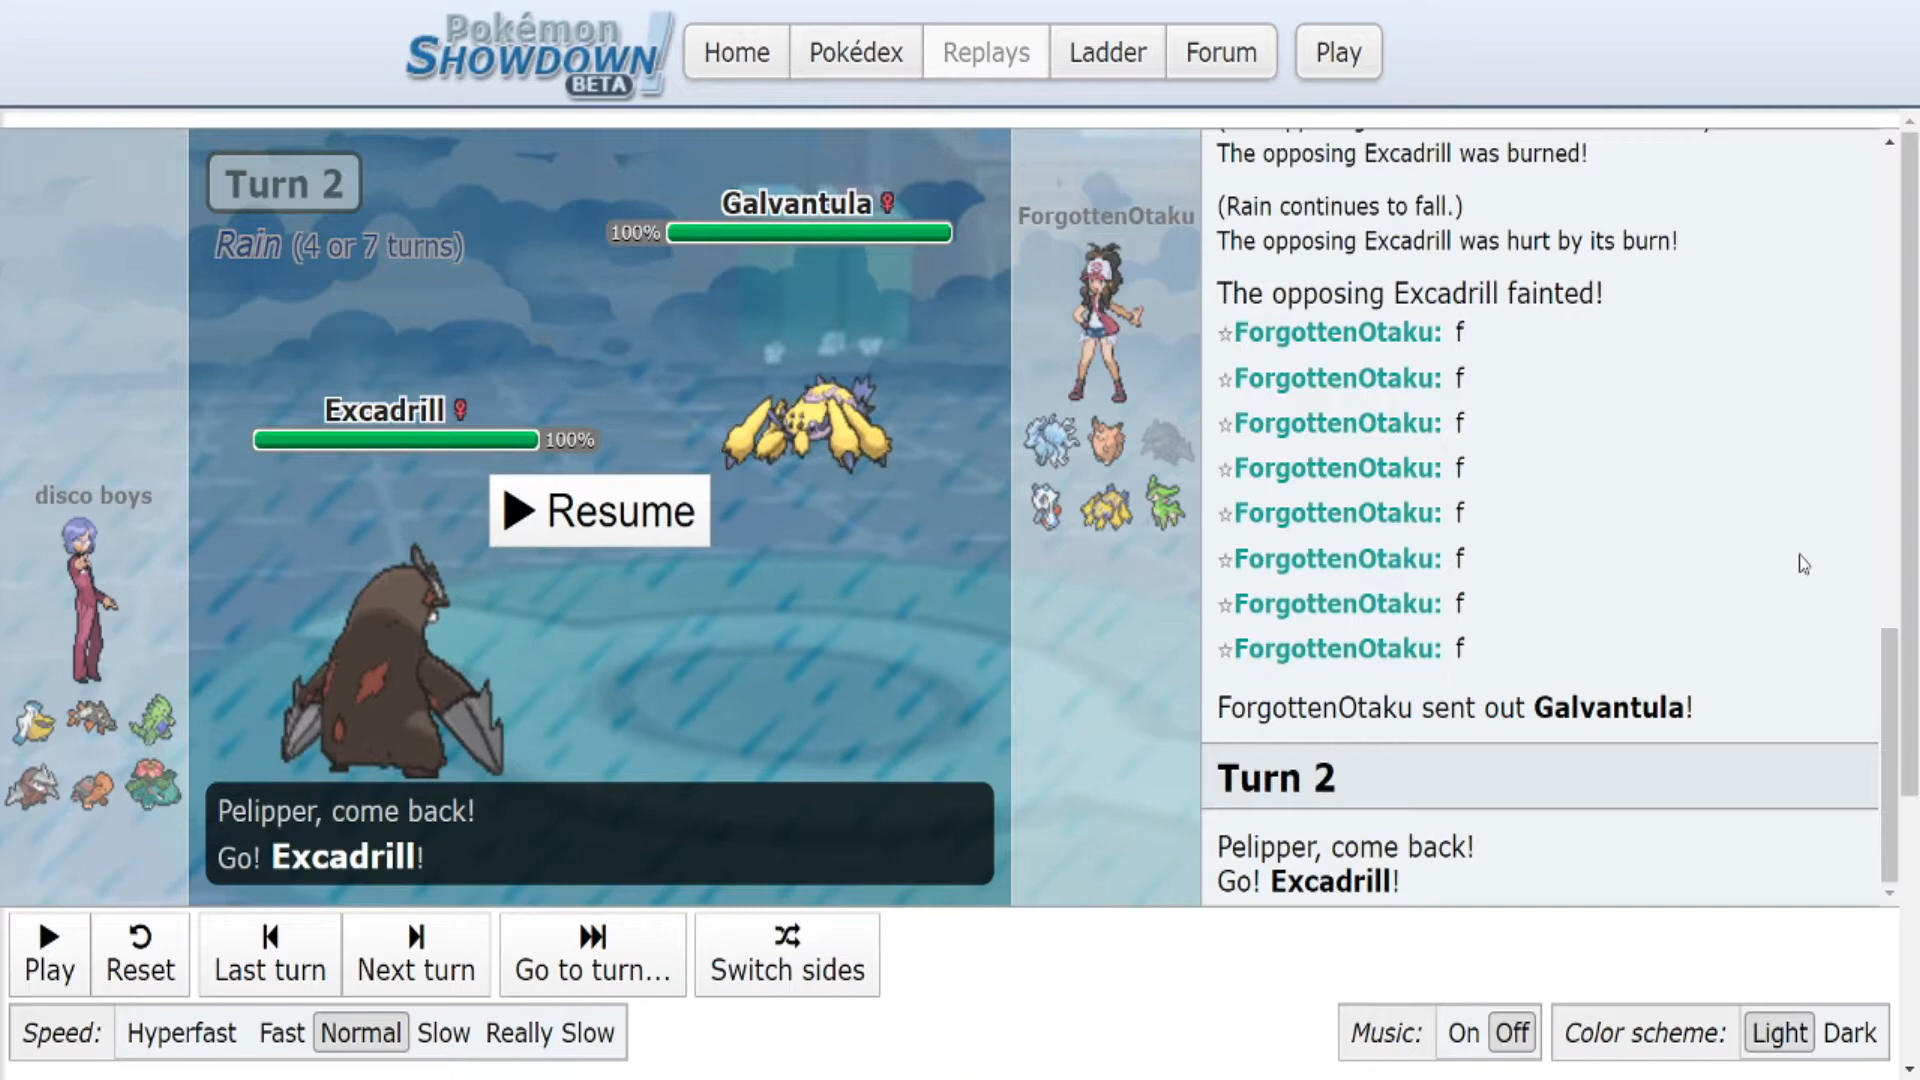 Pokémon
SHOWDOWN!
BETA
Home
Pokédex
Replays
Ladder
Forum
Play
Turn 2
Rain (4 or 7 turns)
Galvantula ♀
100%
Excadrill ♀
100%
Resume
disco boys
ForgottenOtaku
Pelipper, come back!
Go! Excadrill!
The opposing Excadrill was burned!
(Rain continues to fall.)
The opposing Excadrill was hurt by its burn!
The opposing Excadrill fainted!
☆ForgottenOtaku: f
☆ForgottenOtaku: f
☆ForgottenOtaku: f
☆ForgottenOtaku: f
☆ForgottenOtaku: f
☆ForgottenOtaku: f
☆ForgottenOtaku: f
☆ForgottenOtaku: f
ForgottenOtaku sent out Galvantula!
Turn 2
Pelipper, come back!
Go! Excadrill!
Play
Reset
Last turn
Next turn
Go to turn...
Switch sides
Speed: Hyperfast Fast Normal Slow Really Slow
Music: On Off
Color scheme: Light Dark